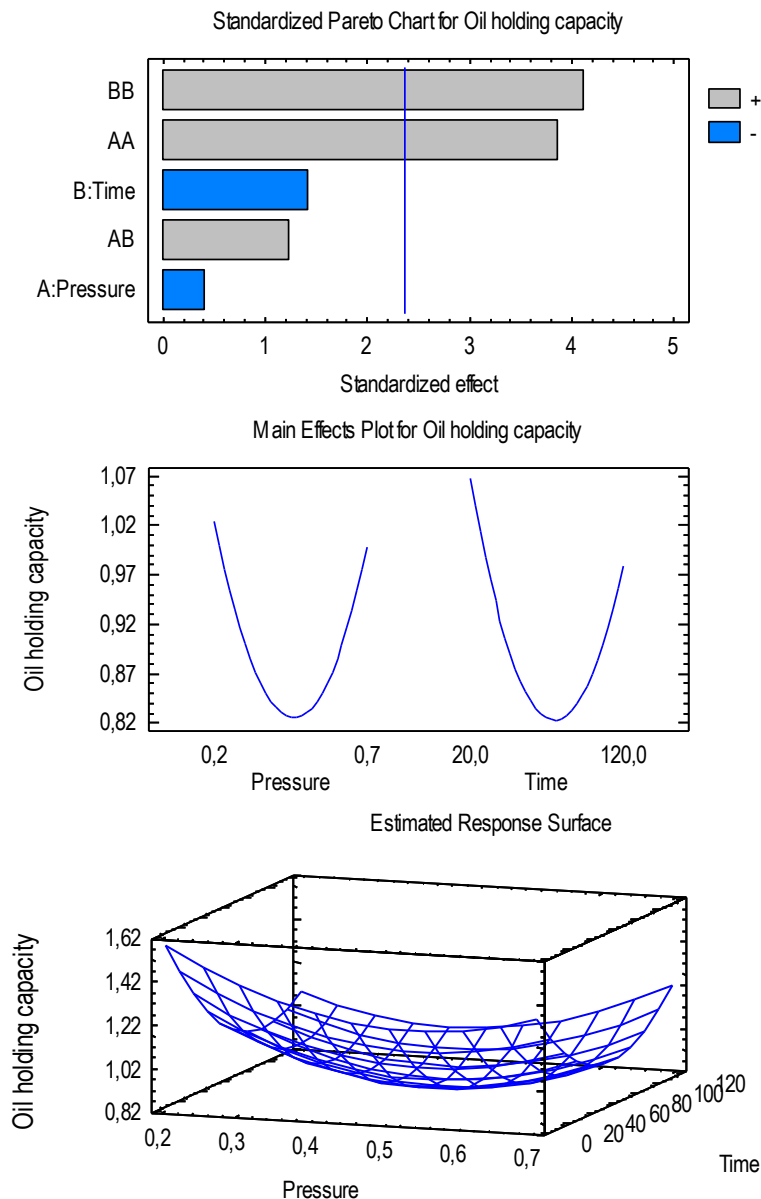 Standardized Pareto Chart for Oil holding capacity
BB
AA
B:Time
AB
A:Pressure
+
-
0 1 2 3 4 5
Standardized effect
Main Effects Plot for Oil holding capacity
Oil holding capacity
1,07
1,02
0,97
0,92
0,87
0,82
0,2 0,7 20,0 120,0
Pressure Time
Estimated Response Surface
Oil holding capacity
1,62
1,42
1,22
1,02
0,82
0,2 0,3 0,4 0,5 0,6 0,7
Pressure
0 20 40 60 80 100 120
Time